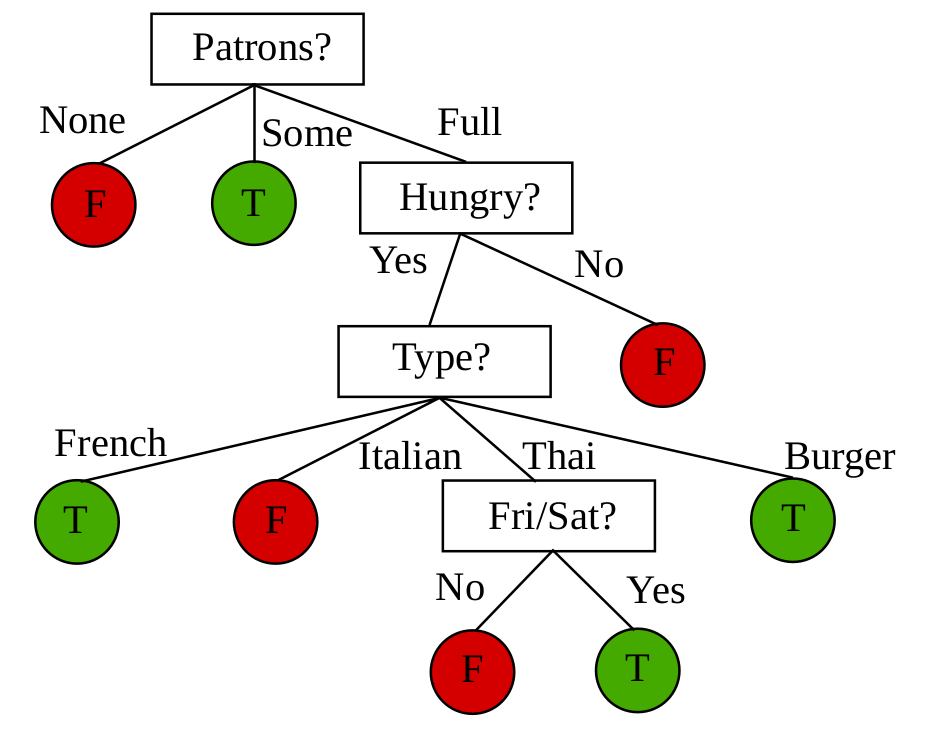 Patrons?
None
Some
Full
F
T
Hungry?
Yes
No
Type?
F
French
Italian
Thai
Burger
T
F
Fri/Sat?
T
No
Yes
F
T